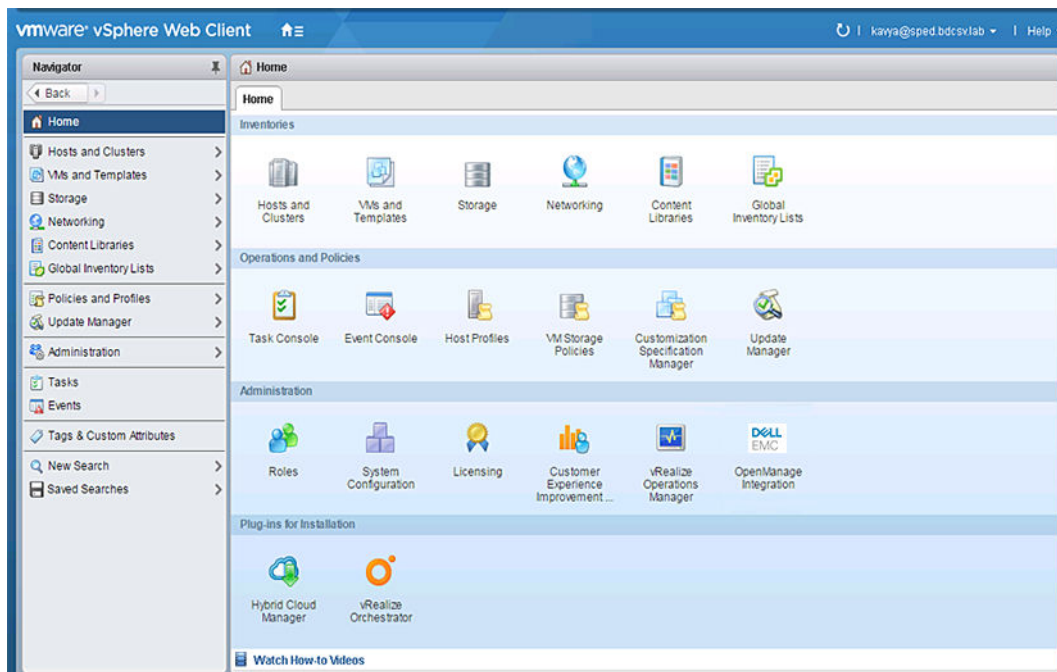 vmware® vSphere Web Client
kavya@sped.bdcsv.lab
Help
Navigator
Back
Home
Hosts and Clusters
VMs and Templates
Storage
Networking
Content Libraries
Global Inventory Lists
Policies and Profiles
Update Manager
Administration
Tasks
Events
Tags & Custom Attributes
New Search
Saved Searches
Home
Home
Inventories
Hosts and
Clusters
VMs and
Templates
Storage
Networking
Content
Libraries
Global
Inventory Lists
Operations and Policies
Task Console
Event Console
Host Profiles
VM Storage
Policies
Customization
Specification
Manager
Update
Manager
Administration
Roles
System
Configuration
Licensing
Customer
Experience
Improvement ...
vRealize
Operations
Manager
DELL
EMC
OpenManage
Integration
Plug-ins for Installation
Hybrid Cloud
Manager
vRealize
Orchestrator
Watch How-to Videos